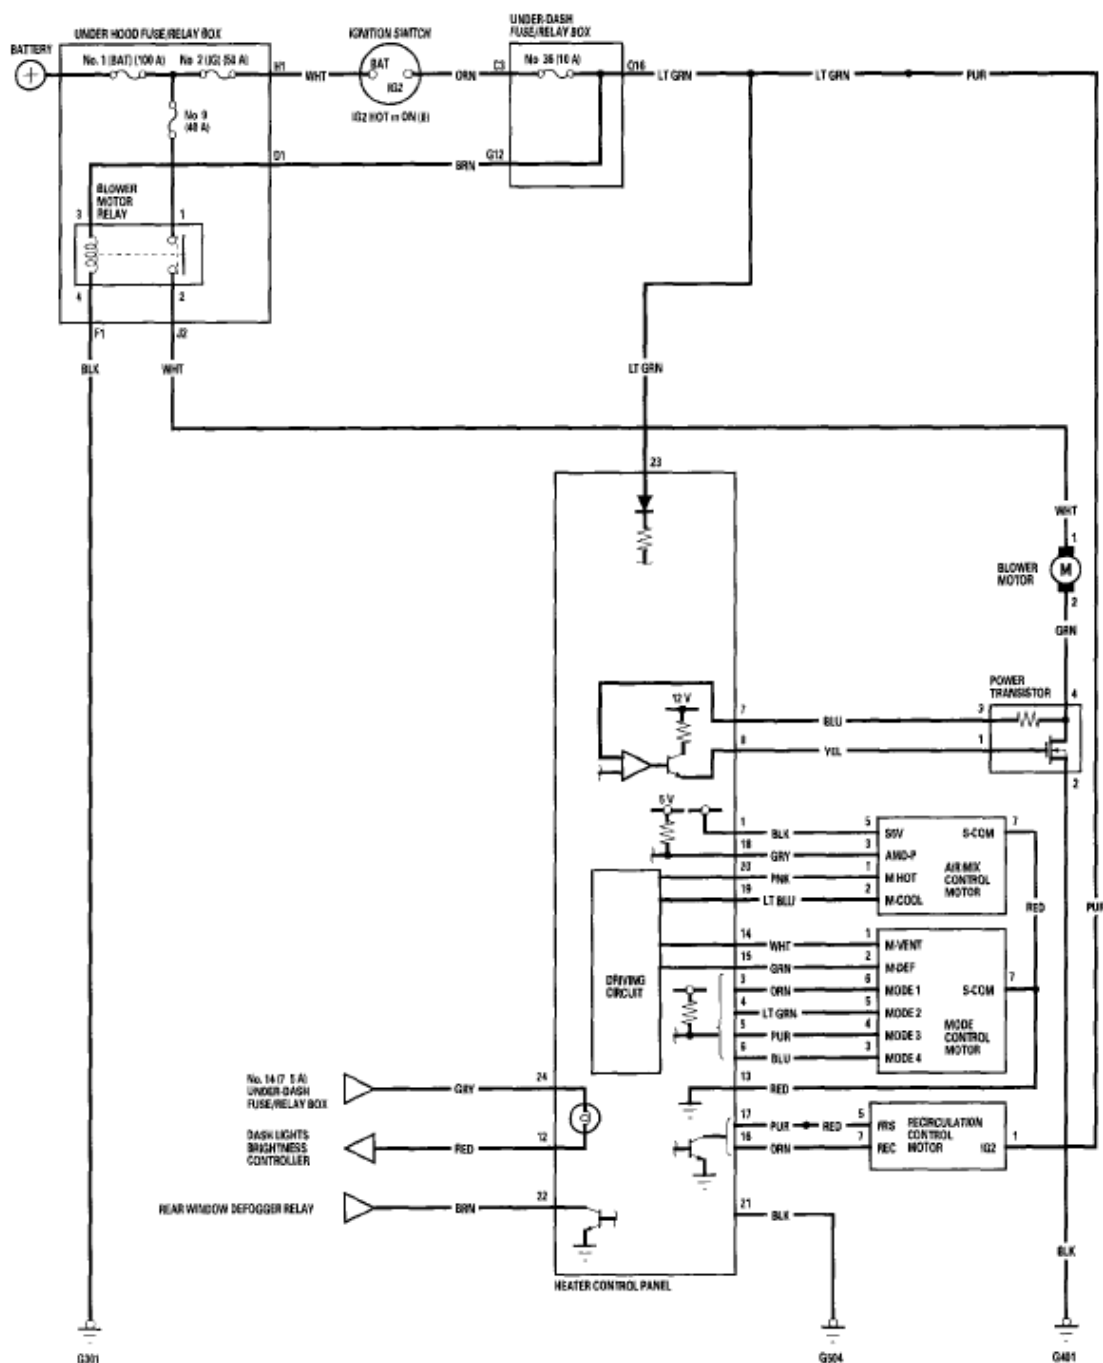 UNDER HOOD FUSE/RELAY BOX
IGNITION SWITCH
UNDER-DASH
FUSE/RELAY BOX
BATTERY
No. 1 (BAT) (100 A)
No 2 (IG) (50 A)
H1
WHT
BAT
IG2
ORN
C3
No 36 (10 A)
O16
LT GRN
LT GRN
PUR
IG2 HOT in ON (II)
No 9
(40 A)
D1
BRN
G12
BLOWER
MOTOR
RELAY
3
1
4
2
F1
J2
BLK
WHT
LT GRN
23
WHT
1
BLOWER
MOTOR
M
2
GRN
POWER
TRANSISTOR
4
12 V
7
BLU
3
8
YEL
1
2
5 V
1
BLK
5
S5V
S-COM
7
18
GRY
3
AMD-P
20
PNK
1
M HOT
AIR MIX
CONTROL
MOTOR
19
LT BLU
2
M-COOL
RED
PUR
14
WHT
1
M-VENT
15
GRN
2
M-DEF
DRIVING
CIRCUIT
3
ORN
6
MODE 1
S-COM
7
4
LT GRN
5
MODE 2
5
PUR
4
MODE 3
MODE
CONTROL
MOTOR
6
BLU
3
MODE 4
13
RED
No. 14 (7 5 A)
UNDER-DASH
FUSE/RELAY BOX
GRY
24
17
PUR
RED
5
RECIRCULATION
CONTROL
MOTOR
DASH LIGHTS
BRIGHTNESS
CONTROLLER
RED
12
16
ORN
7
REC
IG2
1
REAR WINDOW DEFOGGER RELAY
BRN
22
21
BLK
BLK
HEATER CONTROL PANEL
G301
G504
G401